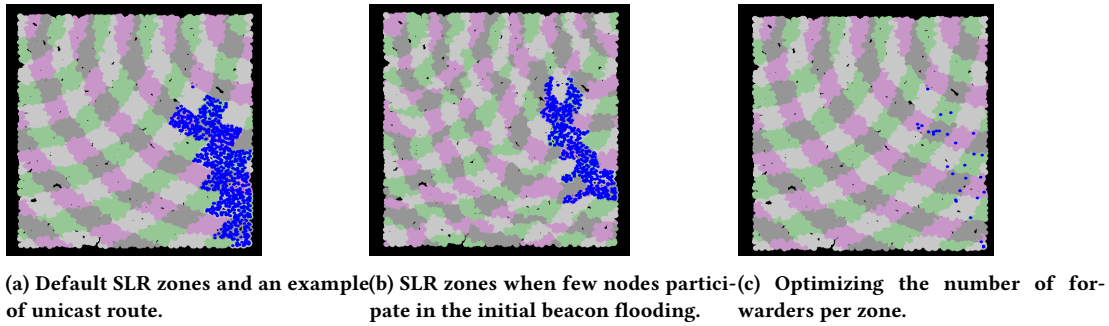 (a) Default SLR zones and an example
of unicast route.
(b) SLR zones when few nodes partici-
pate in the initial beacon flooding.
(c) Optimizing the number of for-
warders per zone.